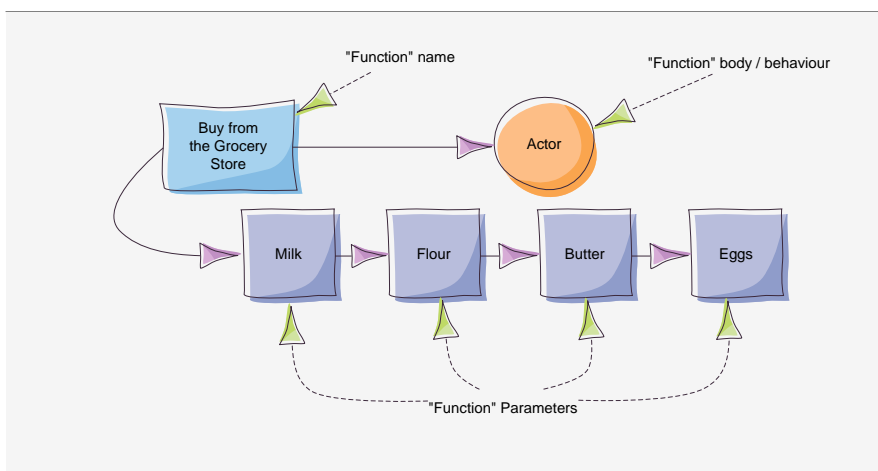 "Function" name
"Function" body / behaviour
Buy from
the Grocery
Store
Actor
Milk
Flour
Butter
Eggs
"Function" Parameters